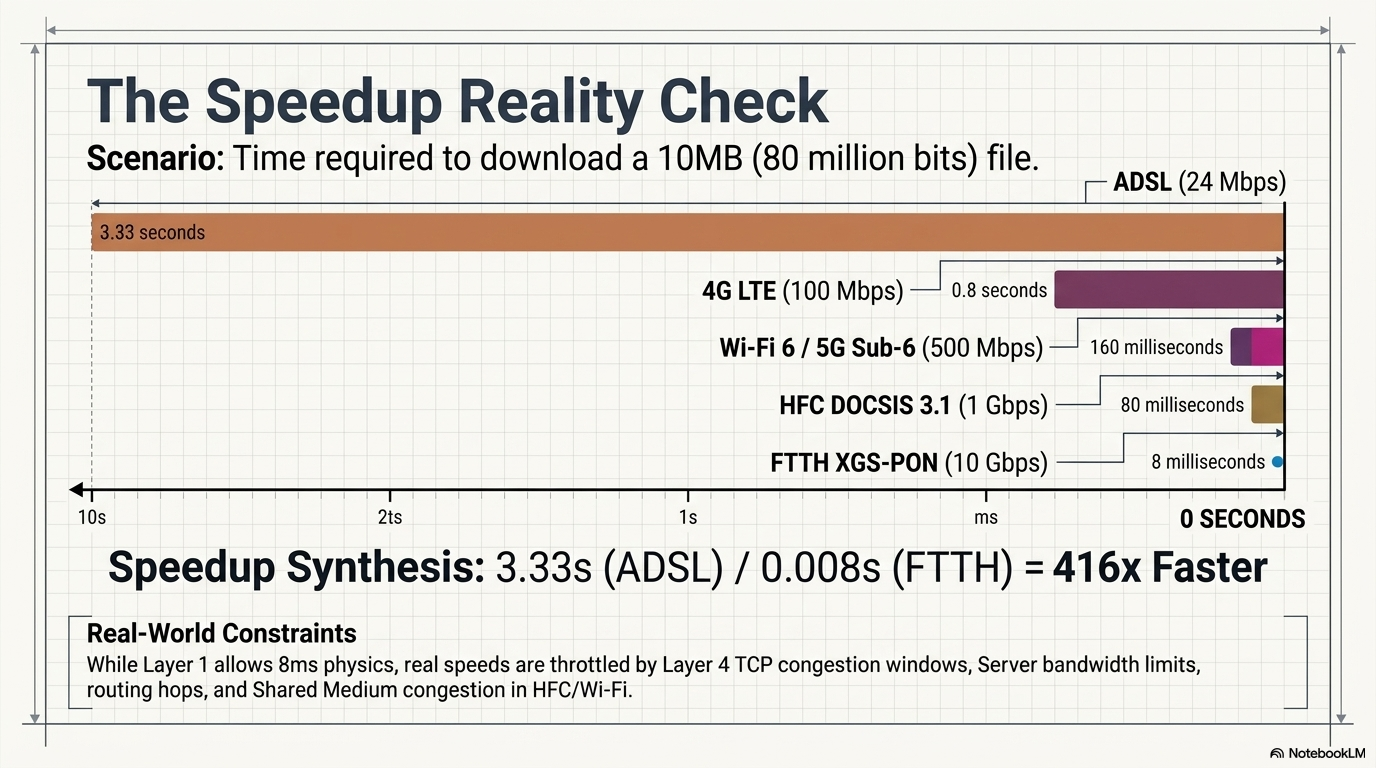 The Speedup Reality Check
Scenario: Time required to download a 10MB (80 million bits) file.
ADSL (24 Mbps)
3.33 seconds
4G LTE (100 Mbps)
0.8 seconds
Wi-Fi 6 / 5G Sub-6 (500 Mbps)
160 milliseconds
HFC DOCSIS 3.1 (1 Gbps)
80 milliseconds
FTTH XGS-PON (10 Gbps)
8 milliseconds
10s
2ts
1s
ms
0 SECONDS
Speedup Synthesis: 3.33s (ADSL) / 0.008s (FTTH) = 416x Faster
Real-World Constraints
While Layer 1 allows 8ms physics, real speeds are throttled by Layer 4 TCP congestion windows, Server bandwidth limits,
routing hops, and Shared Medium congestion in HFC/Wi-Fi.
NotebookLM